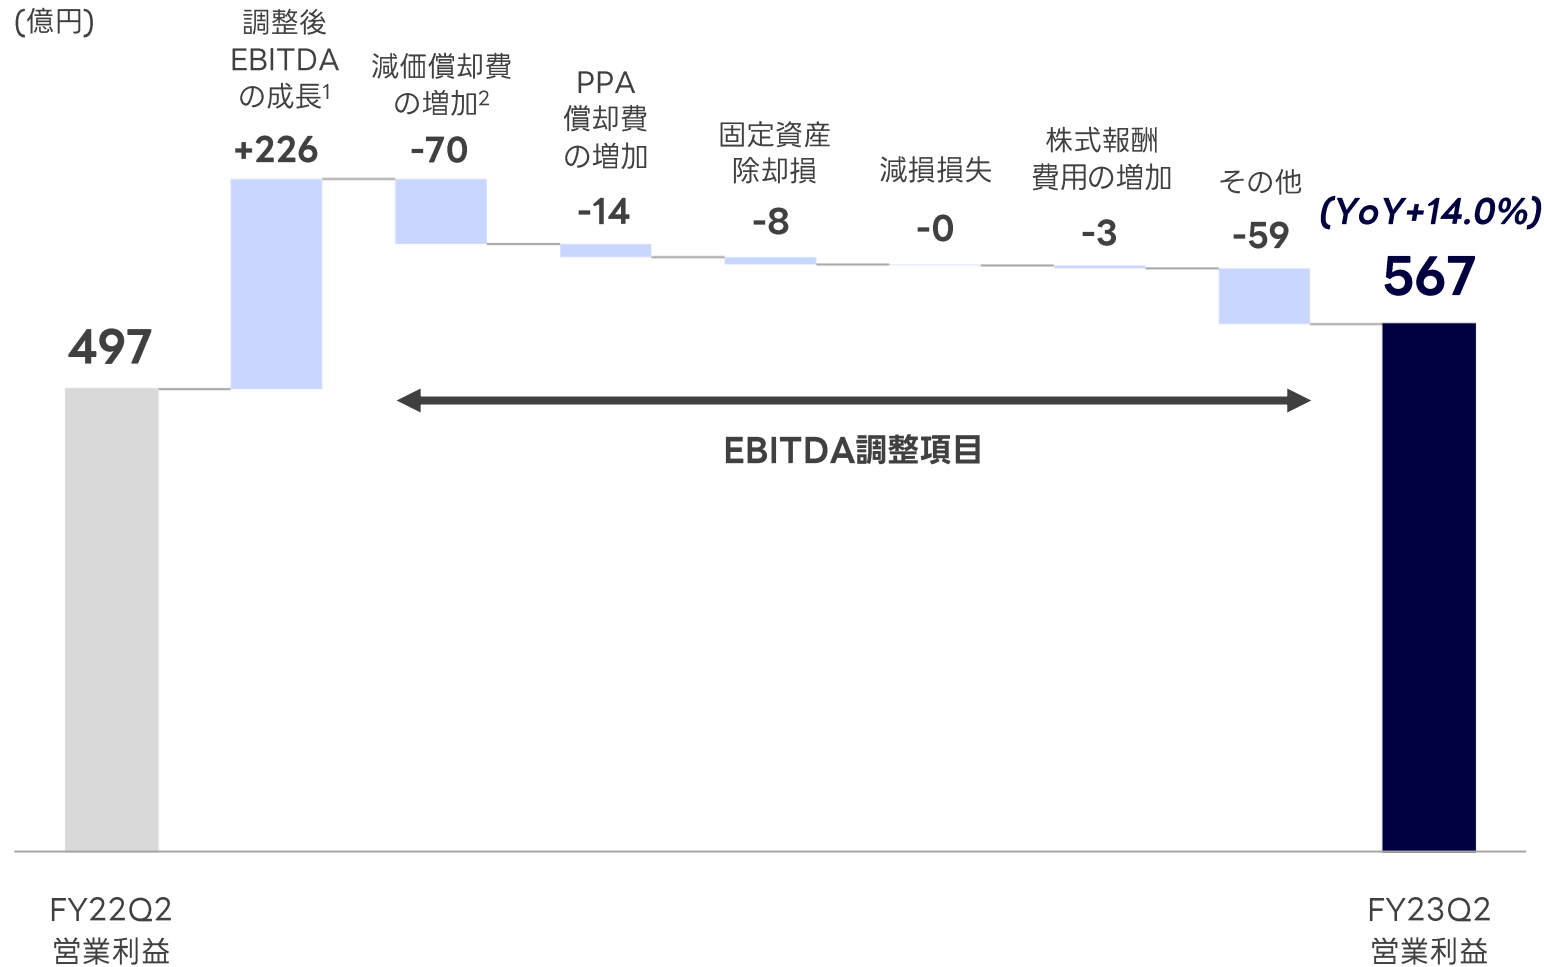 (億円)
調整後
EBITDA
の成長1
+226
減価償却費
の増加2
-70
PPA
償却費
の増加
-14
固定資産
除却損
-8
減損損失
-0
株式報酬
費用の増加
-3
その他
-59
(YoY+14.0%)
567
497
EBITDA調整項目
FY22Q2
営業利益
FY23Q2
営業利益